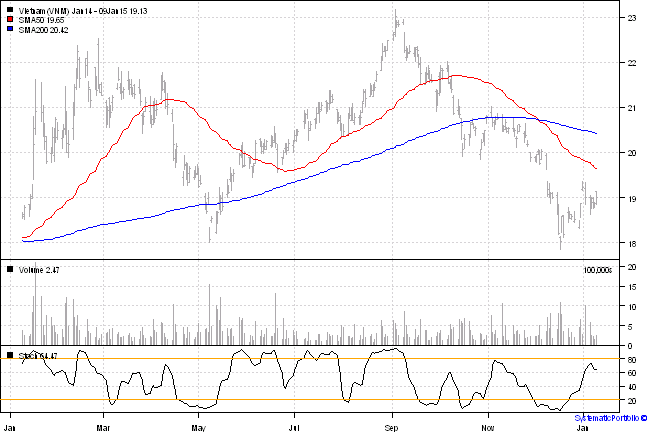 Vietnam (VNM) Jan14 - 09Jan15 19.13
SMA50 19.65
SMA200 20.42
23
22
21
20
19
18
Volume 2.47
100,000s
20
15
10
5
0
Stoch 64.47
80
60
40
20
Jan Mar May Jul Sep Nov Jan
SystematicPortfolio ©